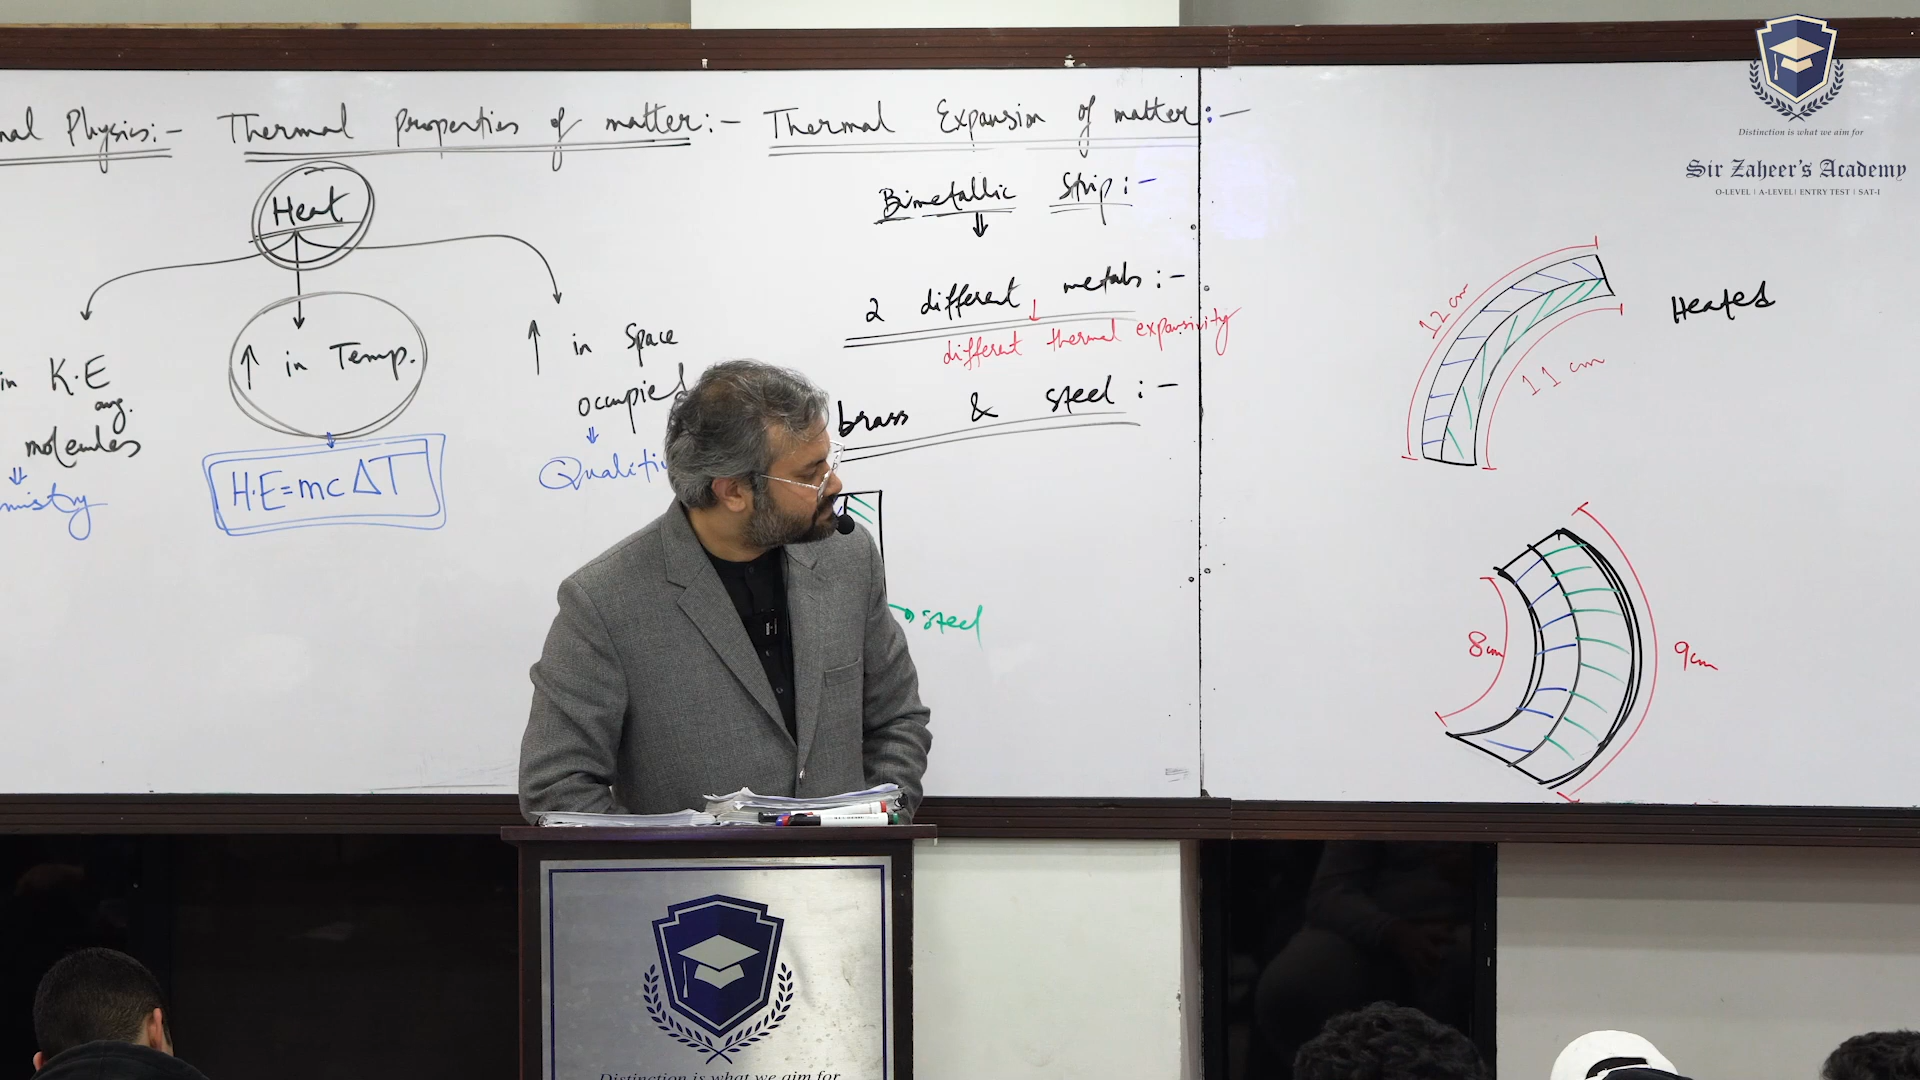 nal Physics:-
Thermal Properties of matter:-
Thermal Expansion of matter:-
Heat
in K.E
avg.
molecules
mistry
↑ in Temp.
H.E=mcΔT
↑ in Space
occupied
Bimetallic Strip:-
2 different metals:-
different thermal expansivity
brass & steel:-
steel
12 cm
11 cm
Heated
8cm
9cm
Distinction is what we aim for
Sir Zaheer's Academy
O-LEVEL | A-LEVEL | ENTRY TEST | SAT-I
Distinction is what we aim for